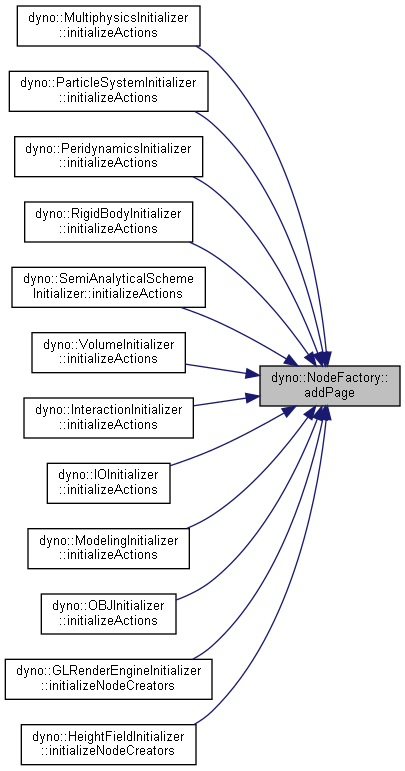 dyno::MultiphysicsInitializer
::initializeActions
dyno::ParticleSystemInitializer
::initializeActions
dyno::PeridynamicsInitializer
::initializeActions
dyno::RigidBodyInitializer
::initializeActions
dyno::SemiAnalyticalScheme
Initializer::initializeActions
dyno::VolumeInitializer
::initializeActions
dyno::NodeFactory::
addPage
dyno::InteractionInitializer
::initializeActions
dyno::IOInitializer
::initializeActions
dyno::ModelingInitializer
::initializeActions
dyno::OBJInitializer
::initializeActions
dyno::GLRenderEngineInitializer
::initializeNodeCreators
dyno::HeightFieldInitializer
::initializeNodeCreators